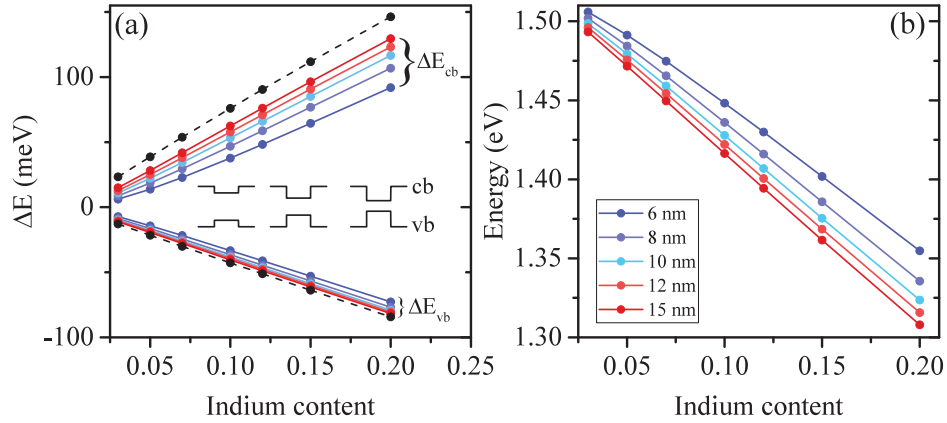 (a)
ΔE (meV)
100
0
-100
ΔEcb
cb
vb
ΔEvb
0.05 0.10 0.15 0.20 0.25
Indium content
(b)
Energy (eV)
1.50
1.45
1.40
1.35
1.30
6 nm
8 nm
10 nm
12 nm
15 nm
0.05 0.10 0.15 0.20
Indium content